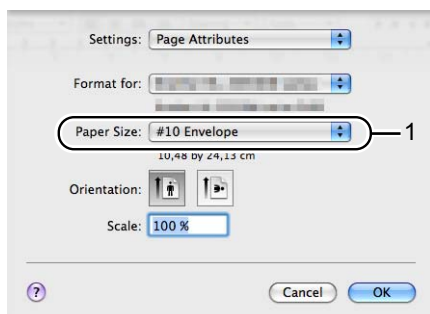 Settings: Page Attributes
Format for:
Paper Size: #10 Envelope 1
10,48 by 24,13 cm
Orientation:
Scale: 100 %
? Cancel OK